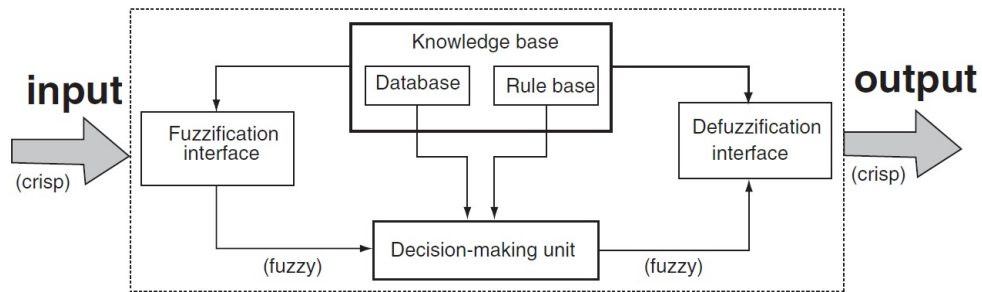 Knowledge base
Database
Rule base
input
output
Fuzzification
interface
Defuzzification
interface
(crisp)
(crisp)
Decision-making unit
(fuzzy)
(fuzzy)